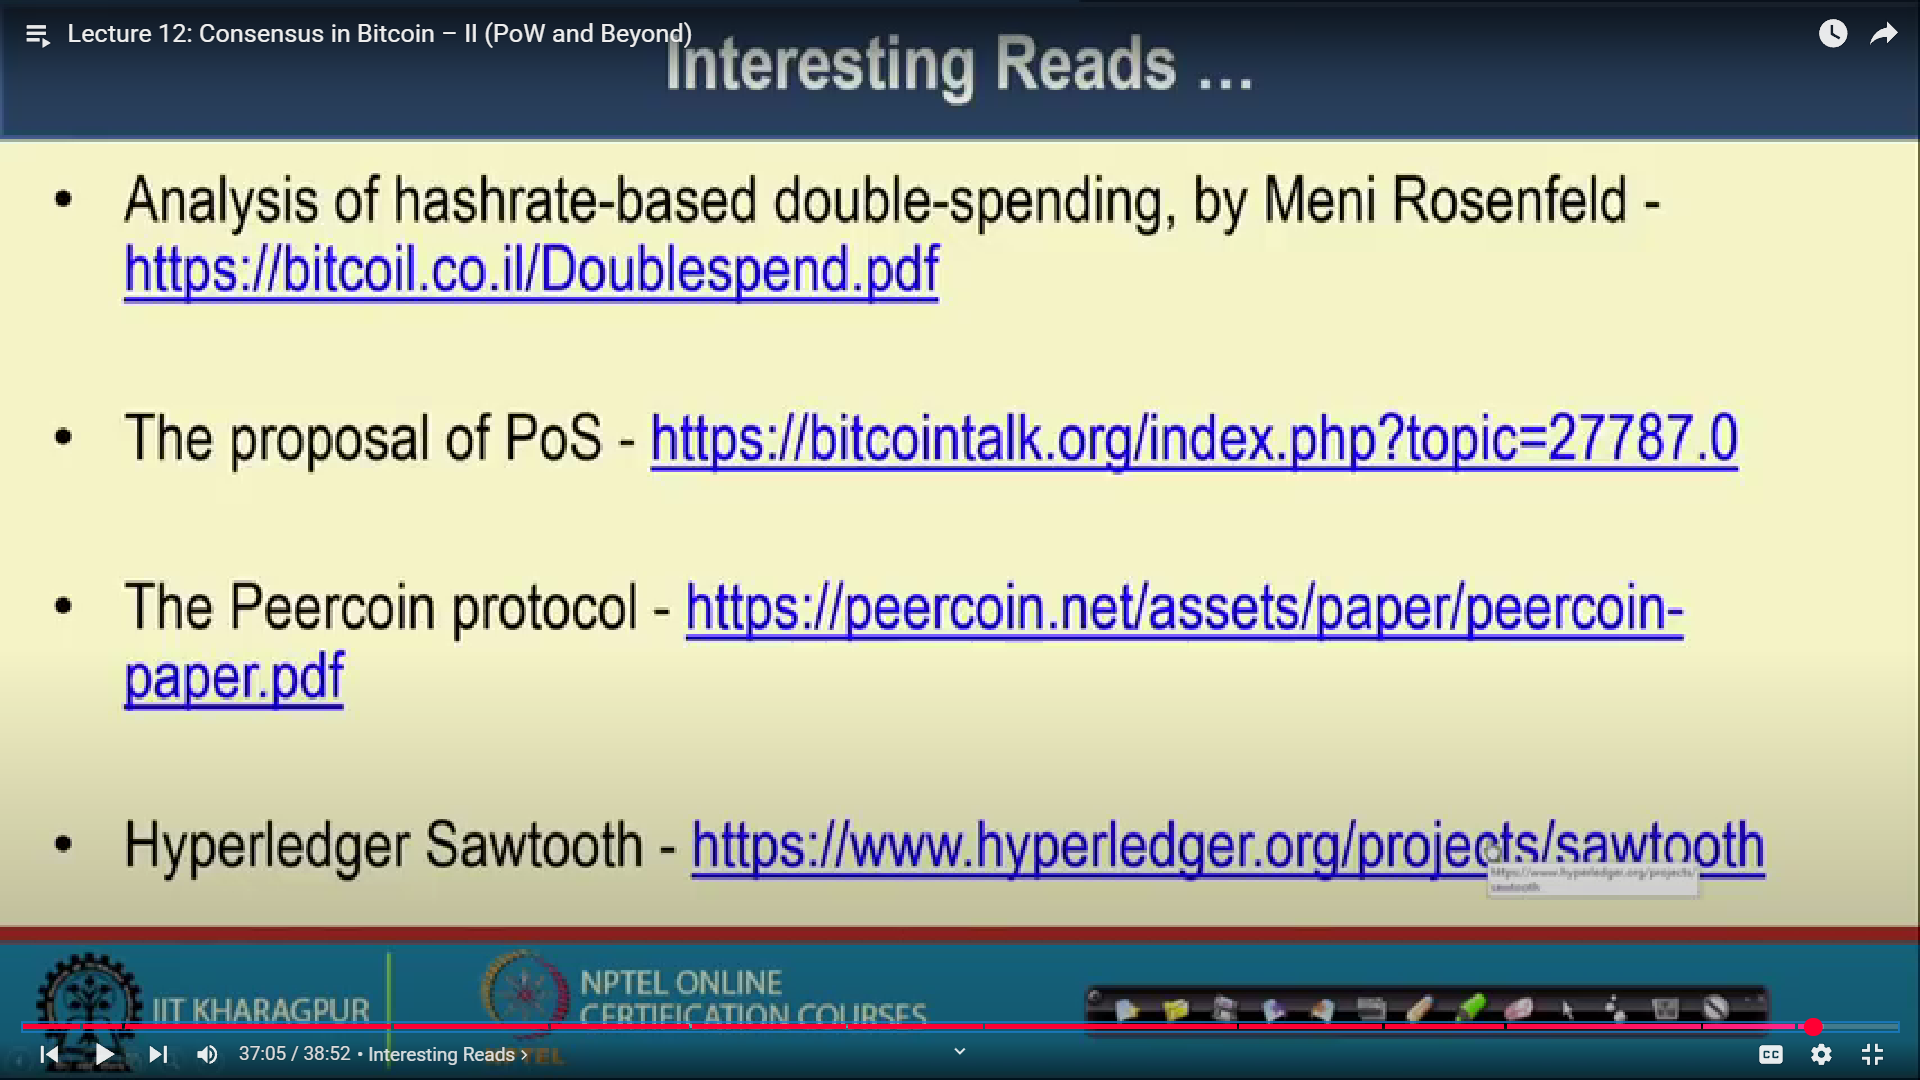 Lecture 12: Consensus in Bitcoin – II (PoW and Beyond)
Interesting Reads ...
• Analysis of hashrate-based double-spending, by Meni Rosenfeld -
https://bitcoil.co.il/Doublespend.pdf
• The proposal of PoS - https://bitcointalk.org/index.php?topic=27787.0
• The Peercoin protocol - https://peercoin.net/assets/paper/peercoin-
paper.pdf
• Hyperledger Sawtooth - https://www.hyperledger.org/projects/sawtooth
https://www.hyperledger.org/projects/
sawtooth
IIT KHARAGPUR
NPTEL ONLINE
CERTIFICATION COURSES
NPTEL
37:05 / 38:52 • Interesting Reads ›
CC